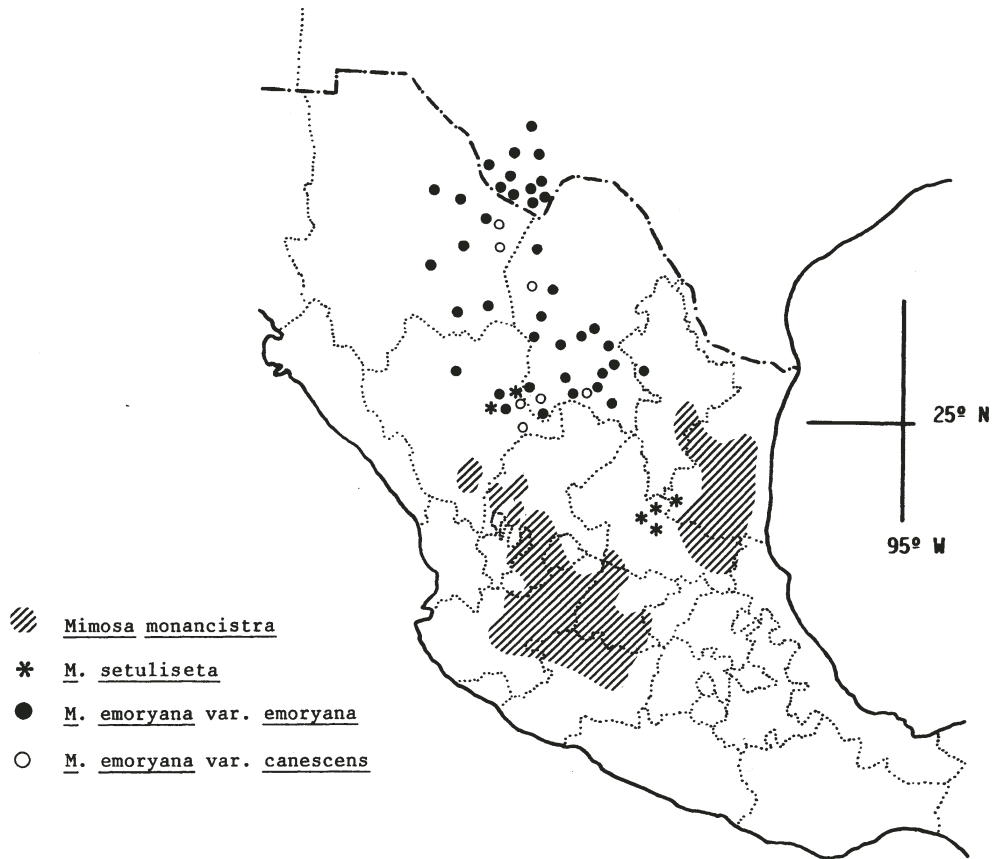 25º N
95º W
Mimosa monancistra
M. setuliseta
M. emoryana var. emoryana
M. emoryana var. canescens